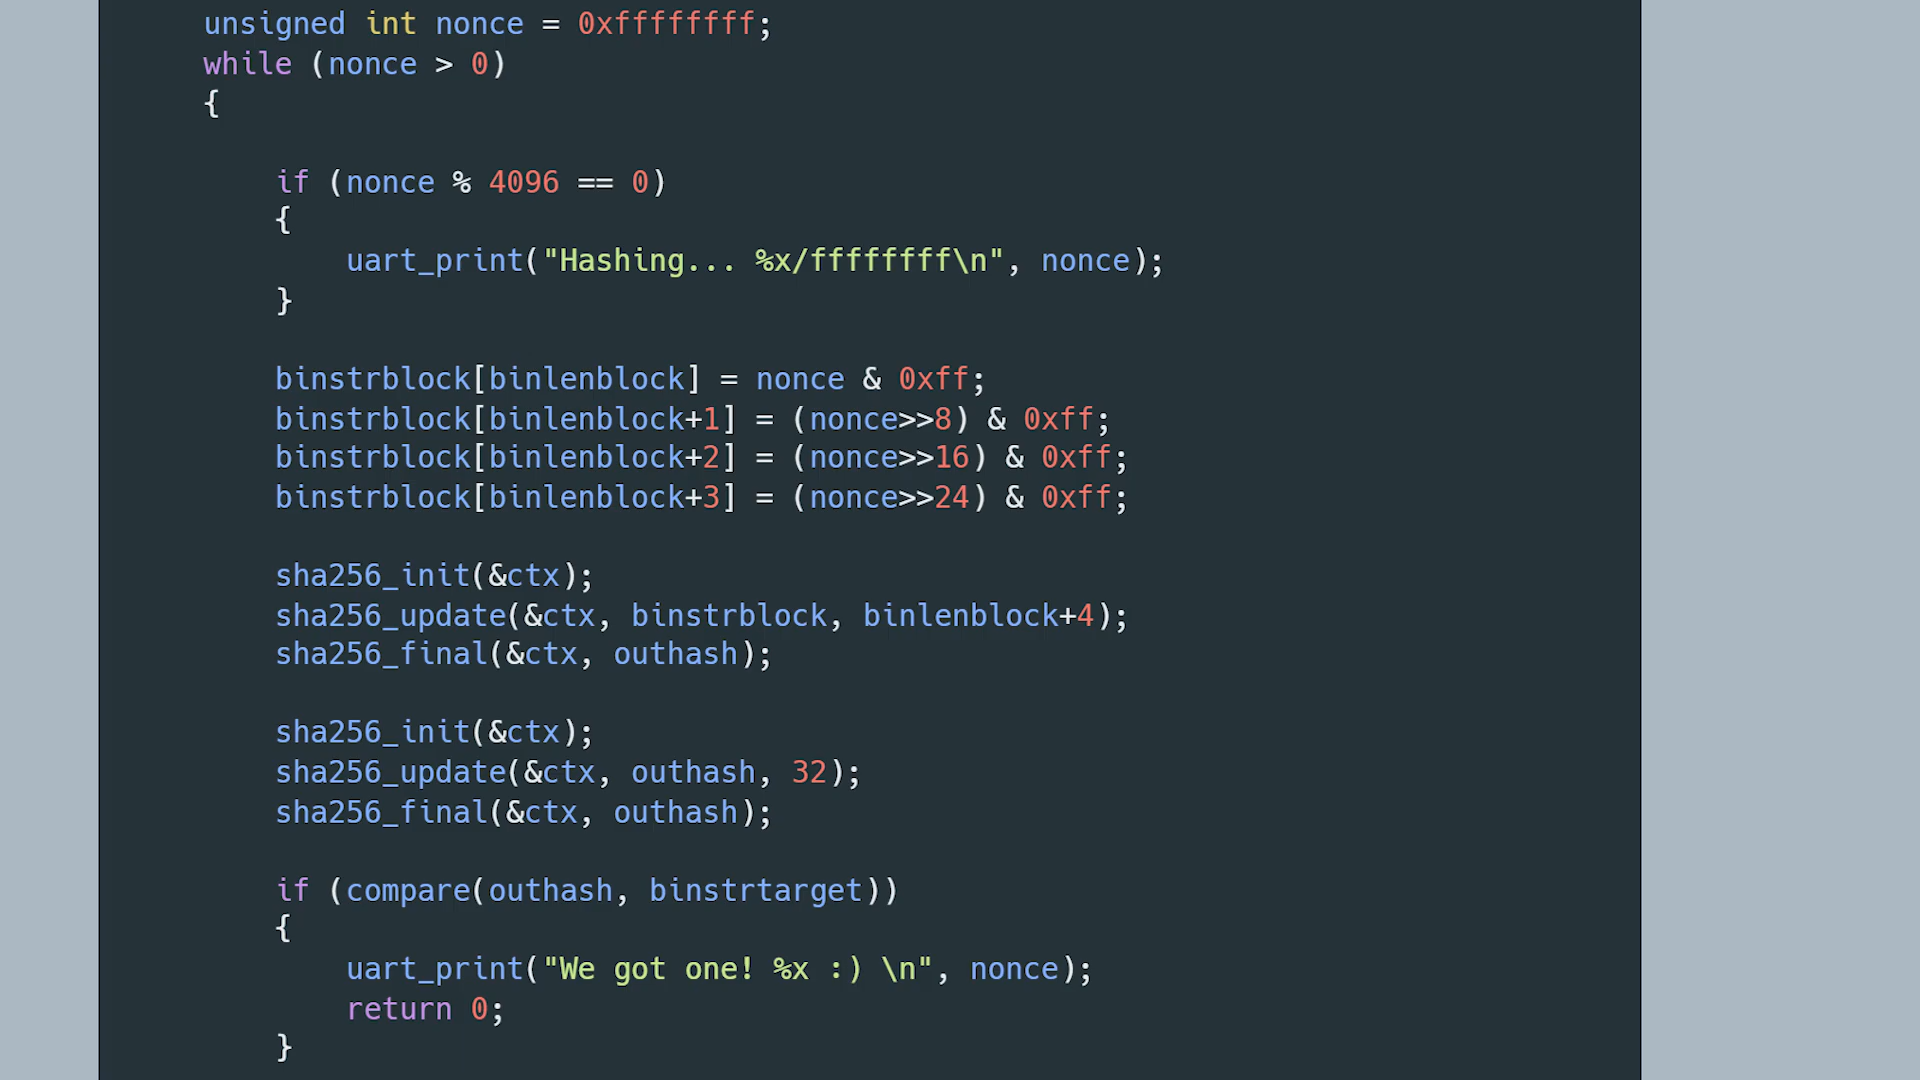 unsigned int nonce = 0xffffffff;
while (nonce > 0)
{
if (nonce % 4096 == 0)
{
uart_print("Hashing... %x/ffffffff\n", nonce);
}
binstrblock[binlenblock] = nonce & 0xff;
binstrblock[binlenblock+1] = (nonce>>8) & 0xff;
binstrblock[binlenblock+2] = (nonce>>16) & 0xff;
binstrblock[binlenblock+3] = (nonce>>24) & 0xff;
sha256_init(&ctx);
sha256_update(&ctx, binstrblock, binlenblock+4);
sha256_final(&ctx, outhash);
sha256_init(&ctx);
sha256_update(&ctx, outhash, 32);
sha256_final(&ctx, outhash);
if (compare(outhash, binstrtarget))
{
uart_print("We got one! %x :) \n", nonce);
return 0;
}